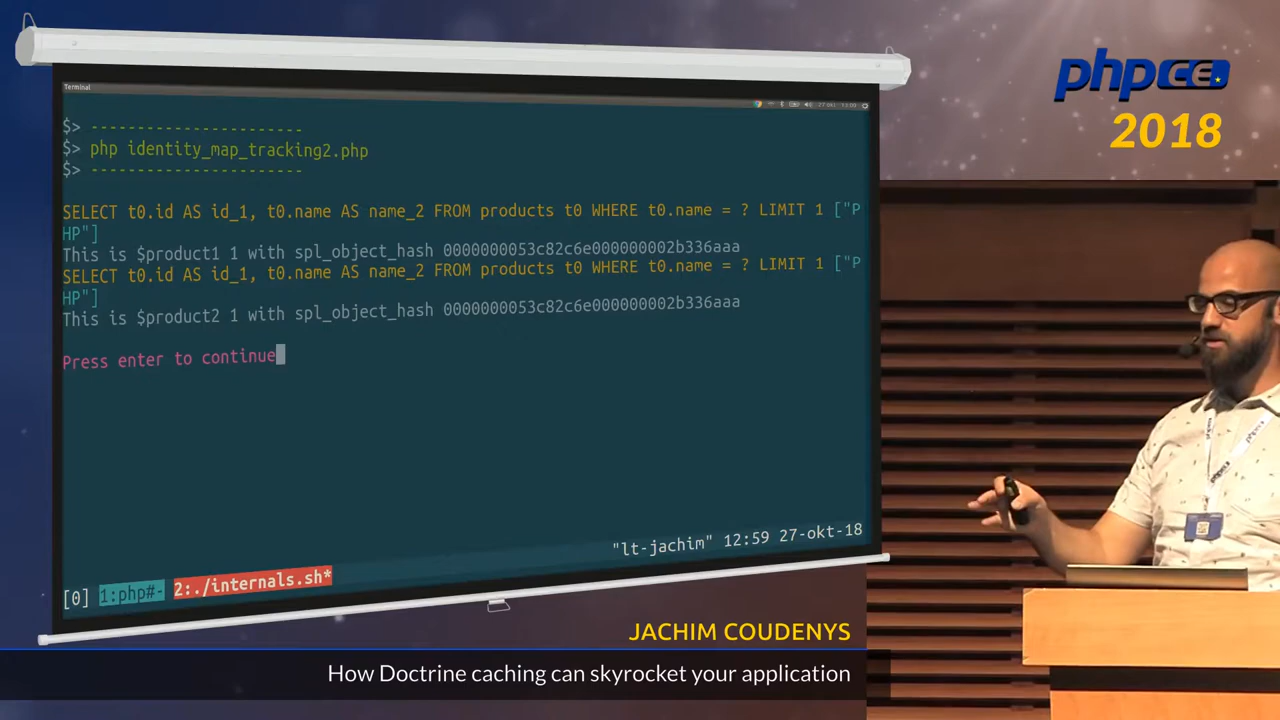 phpCE
2018
Terminal
$> -----------------------
$> php identity_map_tracking2.php
$> -----------------------
SELECT t0.id AS id_1, t0.name AS name_2 FROM products t0 WHERE t0.name = ? LIMIT 1 ["P
HP"]
This is $product1 1 with spl_object_hash 0000000053c82c6e000000002b336aaa
SELECT t0.id AS id_1, t0.name AS name_2 FROM products t0 WHERE t0.name = ? LIMIT 1 ["P
HP"]
This is $product2 1 with spl_object_hash 0000000053c82c6e000000002b336aaa
Press enter to continue
"lt-jachim" 12:59 27-okt-18
[0] 1:php#- 2:./internals.sh*
JACHIM COUDENYS
How Doctrine caching can skyrocket your application